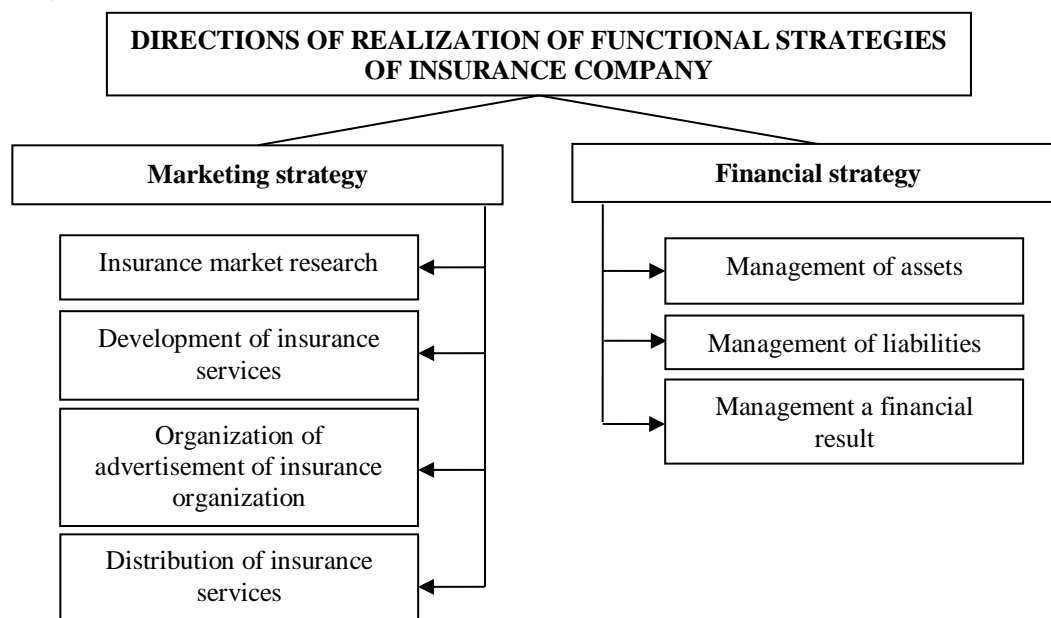 DIRECTIONS OF REALIZATION OF FUNCTIONAL STRATEGIES
OF INSURANCE COMPANY
Marketing strategy
Insurance market research
Development of insurance
services
Organization of
advertisement of insurance
organization
Distribution of insurance
services
Financial strategy
Management of assets
Management of liabilities
Management a financial
result